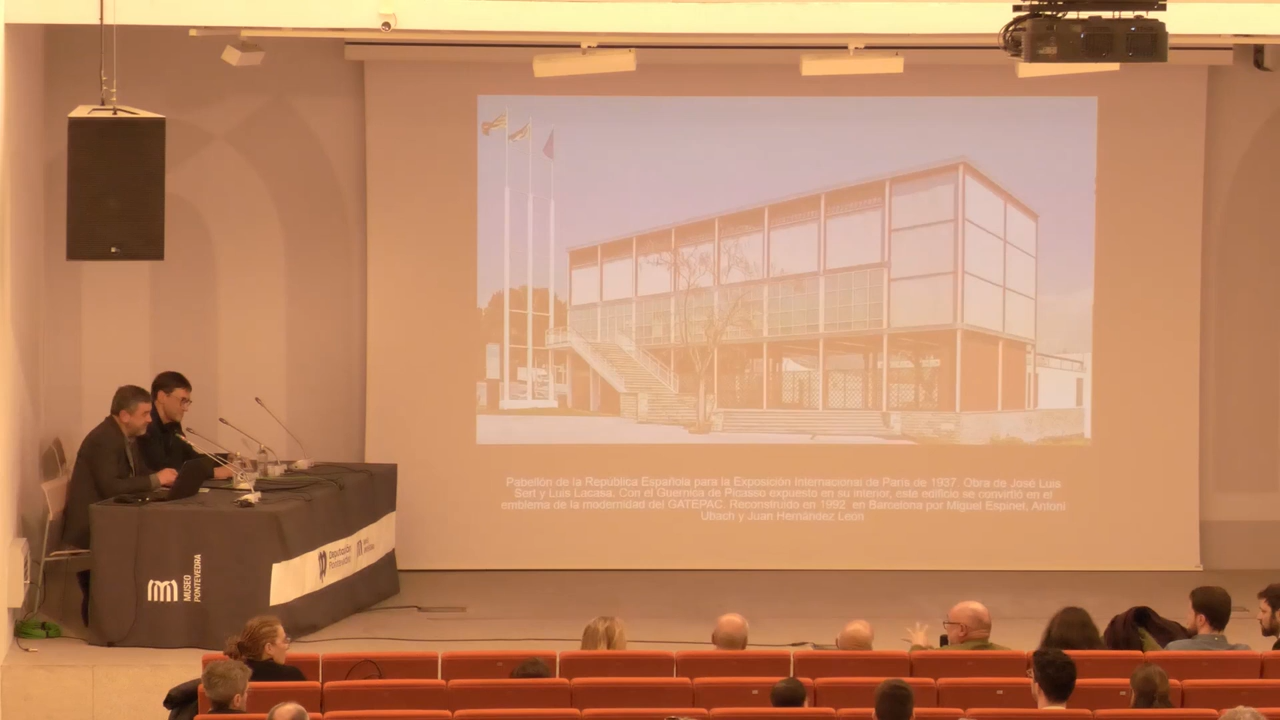 Pabellón de la República Española para la Exposición Internacional de París de 1937. Obra de José Luis
Sert y Luis Lacasa. Con el Guernica de Picasso expuesto en su interior, este edificio se convirtió en el
emblema de la modernidad del GATEPAC. Reconstruido en 1992 en Barcelona por Miguel Espinet, Antoni
Ubach y Juan Hernández León
MUSEO
PONTEVEDRA
Deputación
Pontevedra